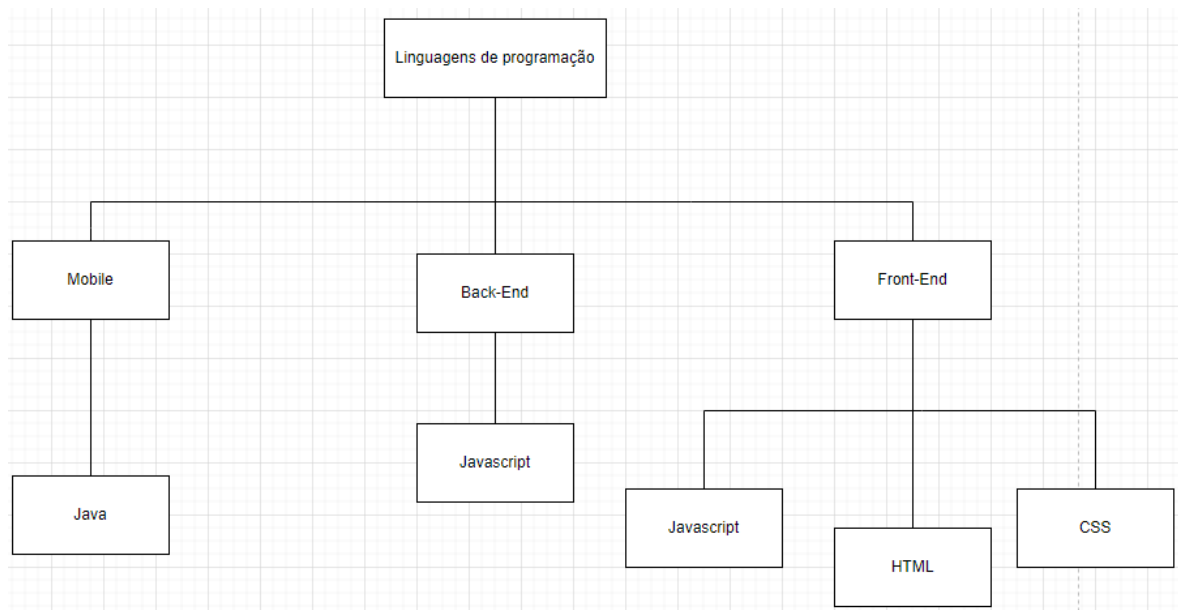 Linguagens de programação
Mobile
Back-End
Front-End
Java
Javascript
Javascript
HTML
CSS